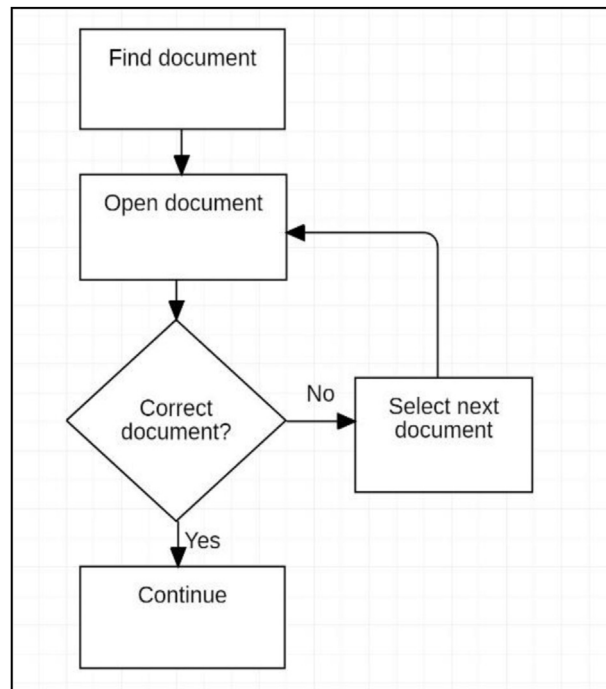 Find document
Open document
Correct
document?
No
Select next
document
Yes
Continue